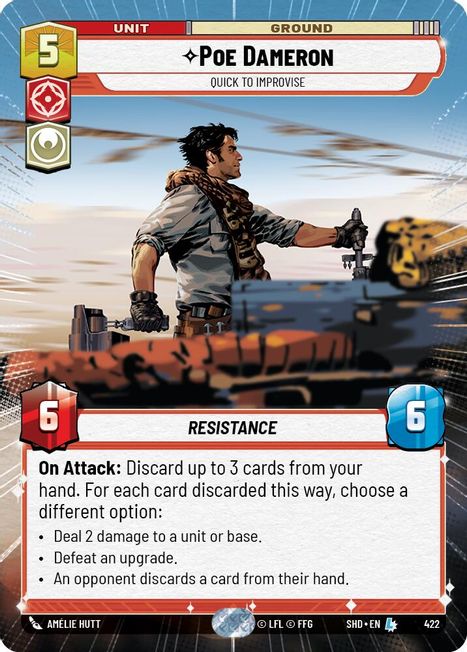 UNIT GROUND
5
✧POE DAMERON
QUICK TO IMPROVISE
6
6
RESISTANCE
On Attack: Discard up to 3 cards from your
hand. For each card discarded this way, choose a
different option:
• Deal 2 damage to a unit or base.
• Defeat an upgrade.
• An opponent discards a card from their hand.
AMÉLIE HUTT © LFL © FFG SHD•EN 422